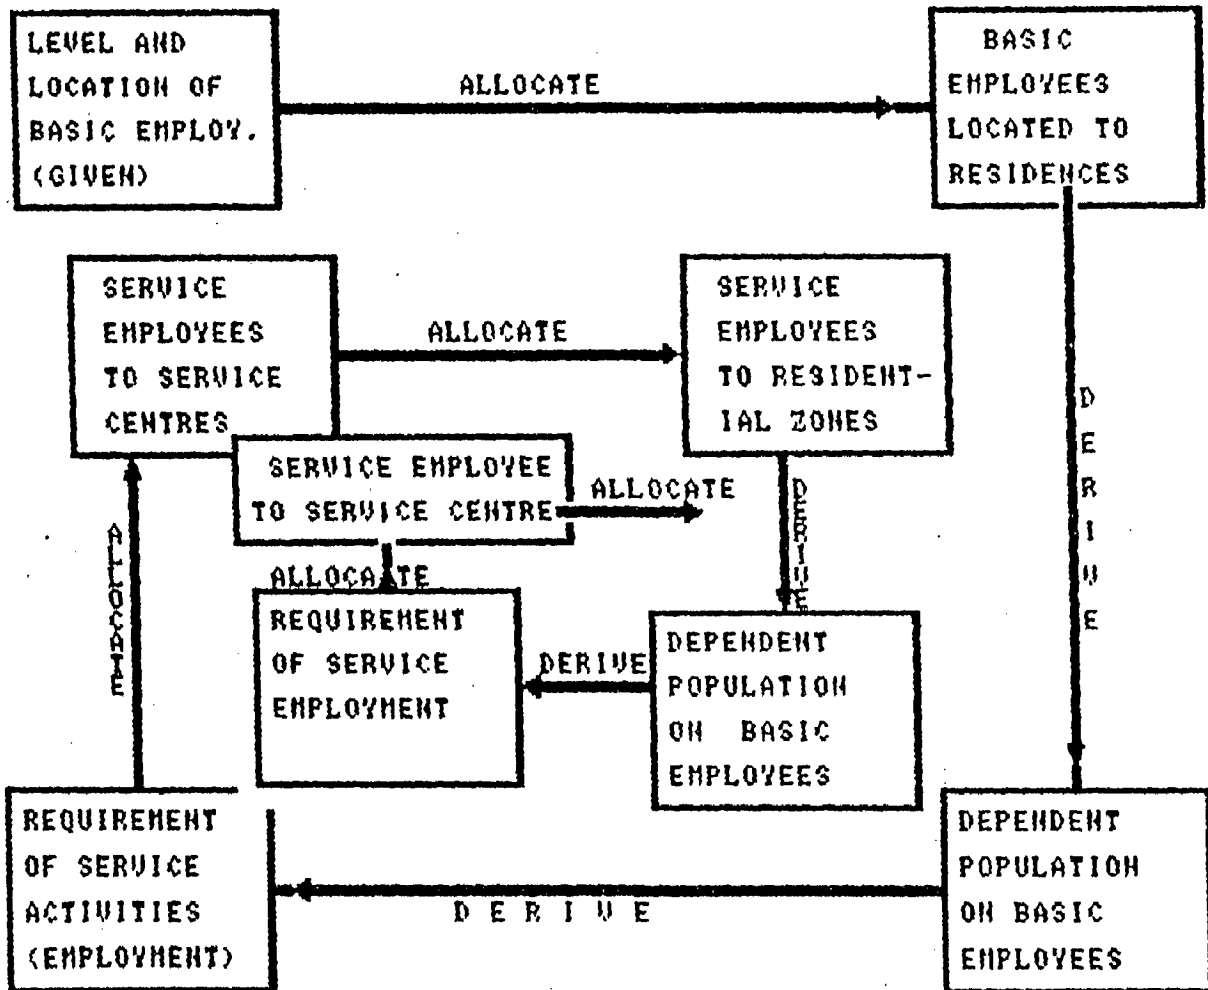 LEVEL AND
LOCATION OF
BASIC EMPLOY.
(GIVEN)
ALLOCATE
BASIC
EMPLOYEES
LOCATED TO
RESIDENCES
SERVICE
EMPLOYEES
TO SERVICE
CENTRES
ALLOCATE
SERVICE
EMPLOYEES
TO RESIDENT-
IAL ZONES
DERIVE
SERVICE EMPLOYEE
TO SERVICE CENTRE
ALLOCATE
DERIVE
ALLOCATE
ALLOCATE
REQUIREMENT
OF SERVICE
EMPLOYMENT
DERIVE
DEPENDENT
POPULATION
ON BASIC
EMPLOYEES
REQUIREMENT
OF SERVICE
ACTIVITIES
(EMPLOYMENT)
DERIVE
DEPENDENT
POPULATION
ON BASIC
EMPLOYEES